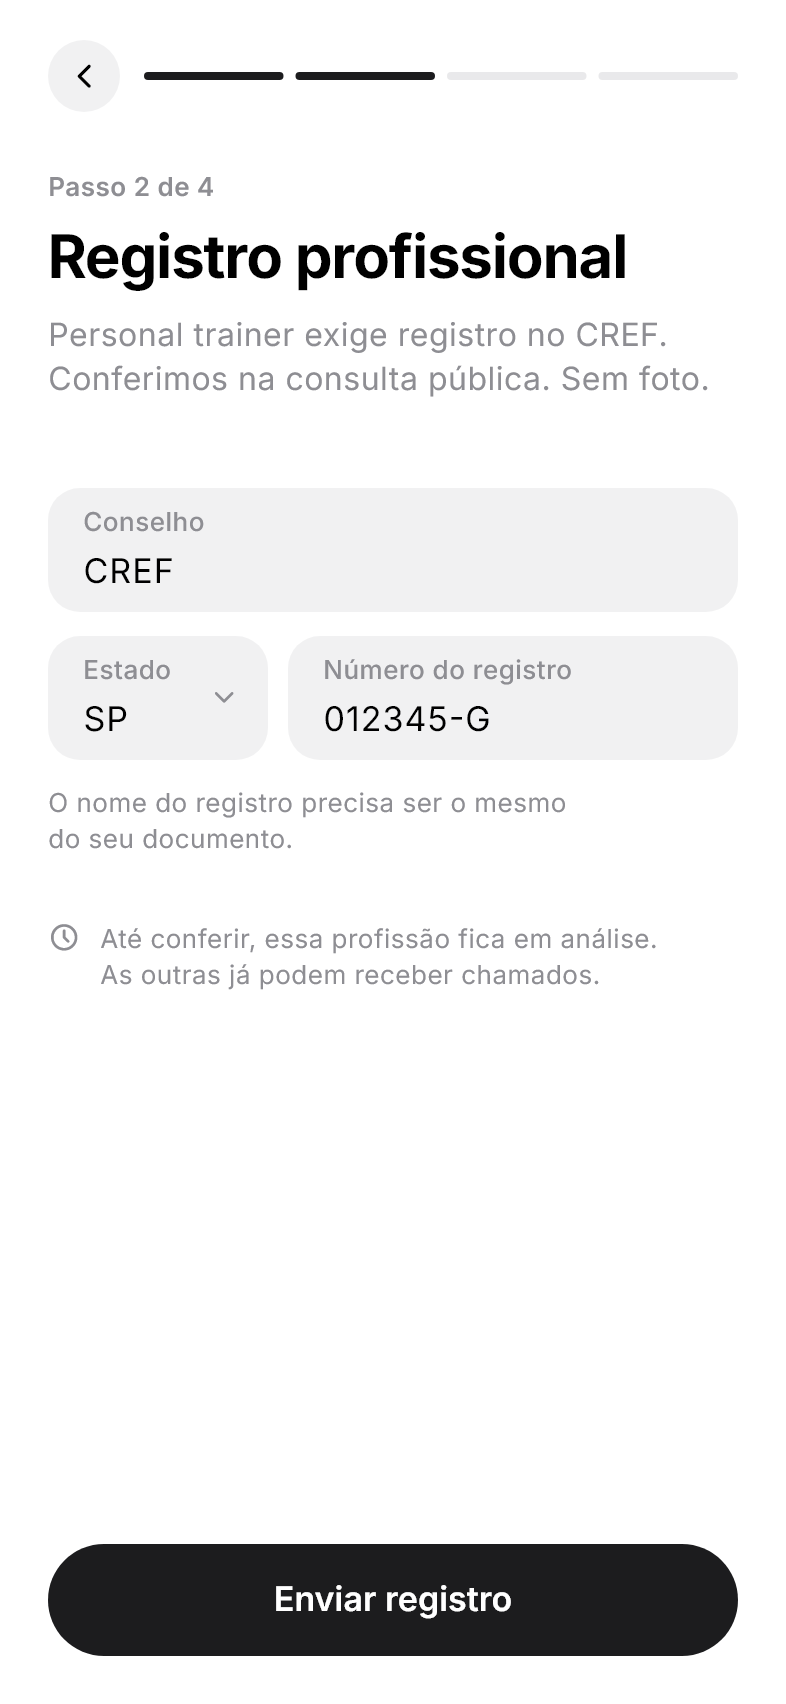 Passo 2 de 4
Registro profissional
Personal trainer exige registro no CREF.
Conferimos na consulta pública. Sem foto.
Conselho
CREF
Estado
SP
Número do registro
012345-G
O nome do registro precisa ser o mesmo
do seu documento.
Até conferir, essa profissão fica em análise.
As outras já podem receber chamados.
Enviar registro